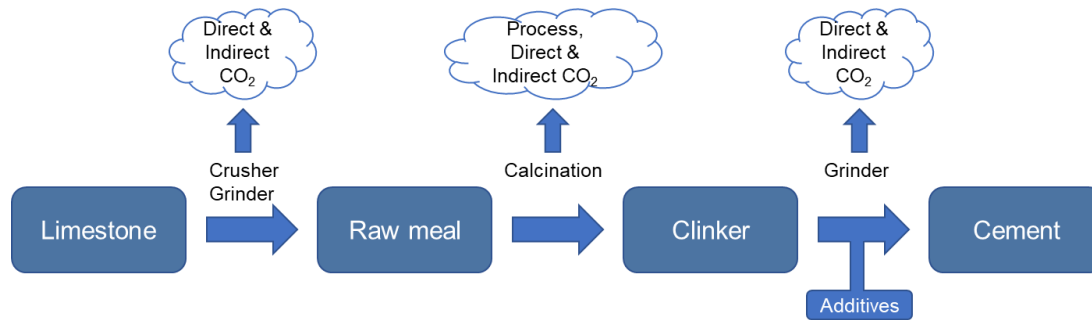 Direct &
Indirect
CO₂
Process,
Direct &
Indirect CO₂
Direct &
Indirect
CO₂
Crusher
Grinder
Calcination
Grinder
Limestone
Raw meal
Clinker
Cement
Additives